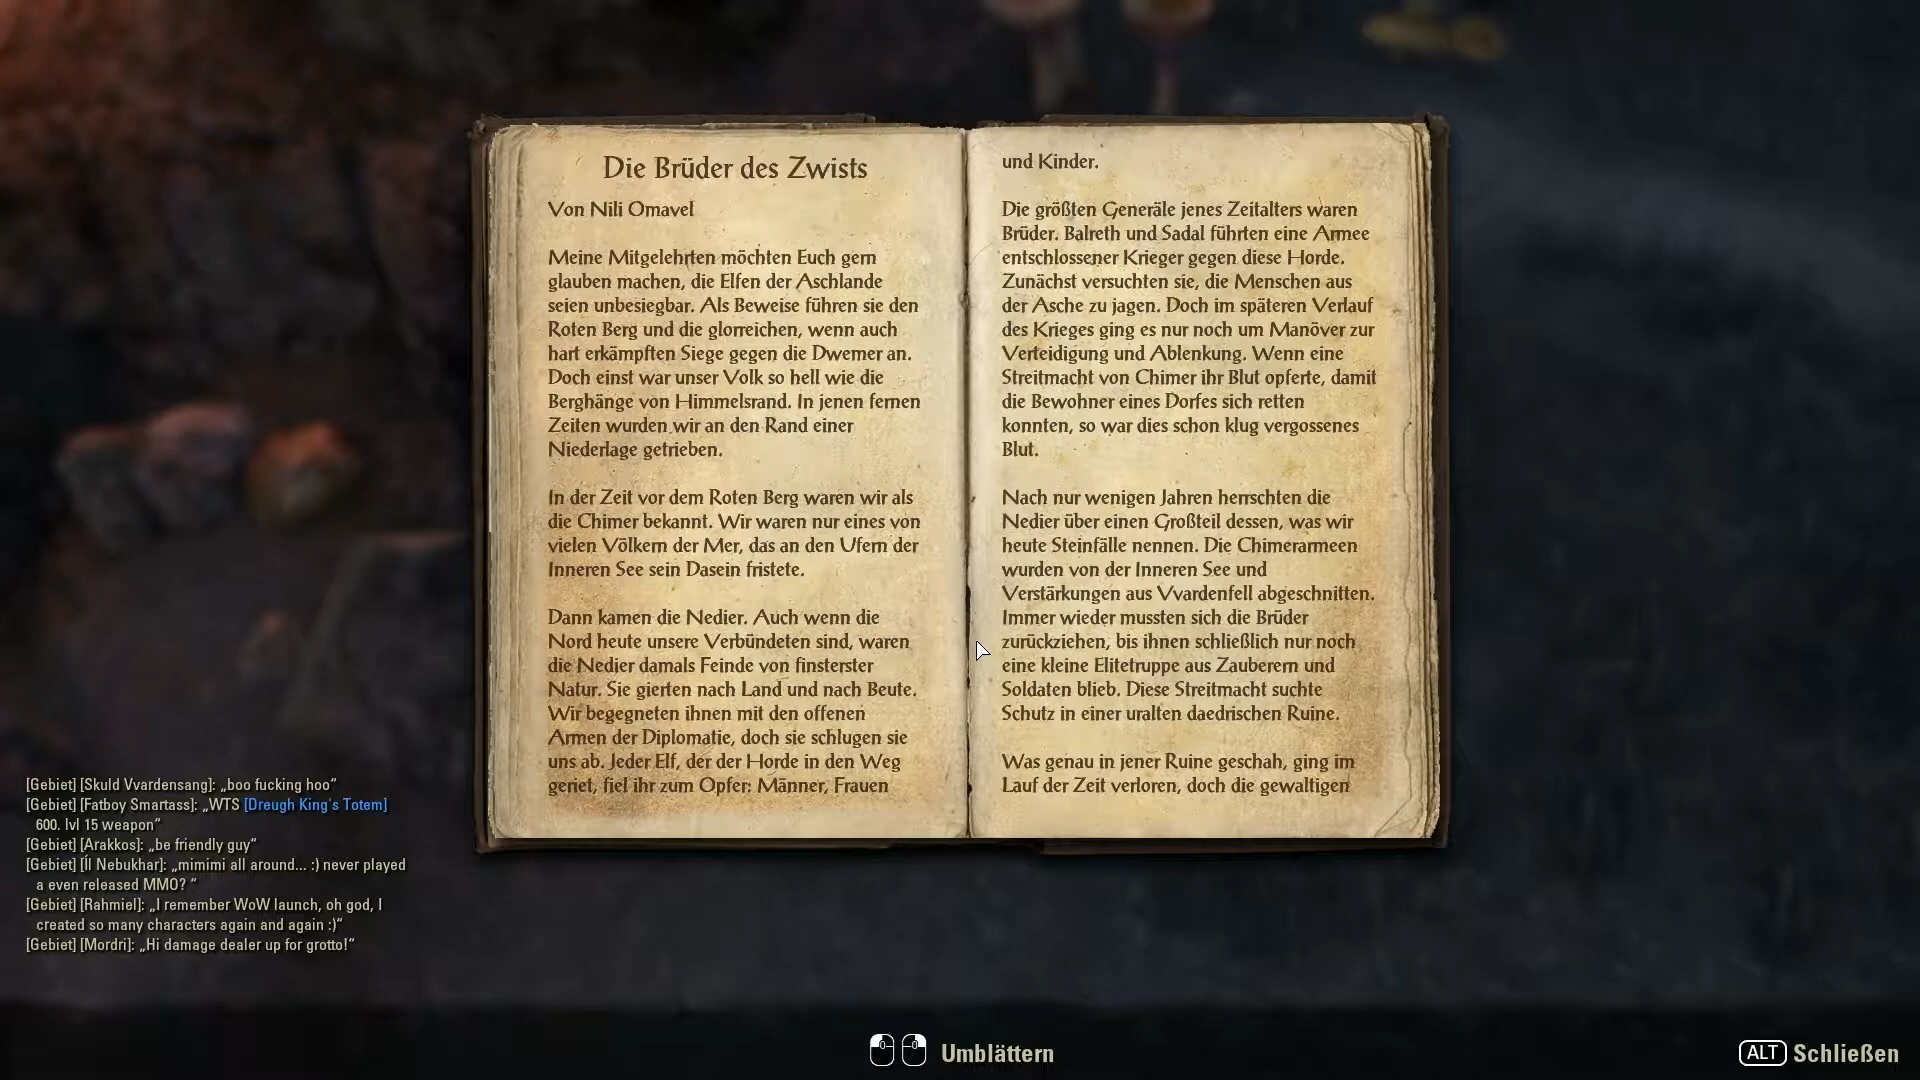 Die Brüder des Zwists
Von Nili Omavel
Meine Mitgelehrten möchten Euch gern
glauben machen, die Elfen der Aschlande
seien unbesiegbar. Als Beweise führen sie den
Roten Berg und die glorreichen, wenn auch
hart erkämpften Siege gegen die Dwemer an.
Doch einst war unser Volk so hell wie die
Berghänge von Himmelsrand. In jenen fernen
Zeiten wurden wir an den Rand einer
Niederlage getrieben.
In der Zeit vor dem Roten Berg waren wir als
die Chimer bekannt. Wir waren nur eines von
vielen Völkern der Mer, das an den Ufern der
Inneren See sein Dasein fristete.
Dann kamen die Nedier. Auch wenn die
Nord heute unsere Verbündeten sind, waren
die Nedier damals Feinde von finsterster
Natur. Sie gierten nach Land und nach Beute.
Wir begegneten ihnen mit den offenen
Armen der Diplomatie, doch sie schlugen sie
uns ab. Jeder Elf, der der Horde in den Weg
geriet, fiel ihr zum Opfer: Männer, Frauen
und Kinder.
Die größten Generäle jenes Zeitalters waren
Brüder. Balreth und Sadal führten eine Armee
entschlossener Krieger gegen diese Horde.
Zunächst versuchten sie, die Menschen aus
der Asche zu jagen. Doch im späteren Verlauf
des Krieges ging es nur noch um Manöver zur
Verteidigung und Ablenkung. Wenn eine
Streitmacht von Chimer ihr Blut opferte, damit
die Bewohner eines Dorfes sich retten
konnten, so war dies schon klug vergossenes
Blut.
Nach nur wenigen Jahren herrschten die
Nedier über einen Großteil dessen, was wir
heute Steinfälle nennen. Die Chimerarmeen
wurden von der Inneren See und
Verstärkungen aus Vvardenfell abgeschnitten.
Immer wieder mussten sich die Brüder
zurückziehen, bis ihnen schließlich nur noch
eine kleine Elitetruppe aus Zauberern und
Soldaten blieb. Diese Streitmacht suchte
Schutz in einer uralten daedrischen Ruine.
Was genau in jener Ruine geschah, ging im
Lauf der Zeit verloren, doch die gewaltigen
[Gebiet] [Skuld Vvardensang]: „boo fucking hoo“
[Gebiet] [Fatboy Smartass]: „WTS [Dreugh King's Totem]
600. lvl 15 weapon“
[Gebiet] [Arakkos]: „be friendly guy“
[Gebiet] [Íl Nebukhar]: „mimimi all around... :) never played
a even released MMO? “
[Gebiet] [Rahmiel]: „I remember WoW launch, oh god, I
created so many characters again and again :)“
[Gebiet] [Mordri]: „Hi damage dealer up for grotto!“
Umblättern
ALT Schließen